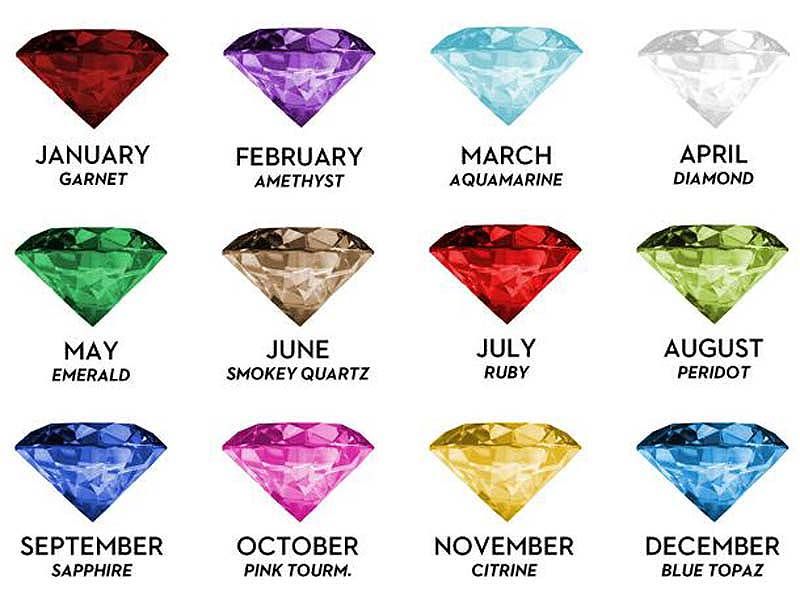 JANUARY
GARNET
FEBRUARY
AMETHYST
MARCH
AQUAMARINE
APRIL
DIAMOND
MAY
EMERALD
JUNE
SMOKEY QUARTZ
JULY
RUBY
AUGUST
PERIDOT
SEPTEMBER
SAPPHIRE
OCTOBER
PINK TOURM.
NOVEMBER
CITRINE
DECEMBER
BLUE TOPAZ